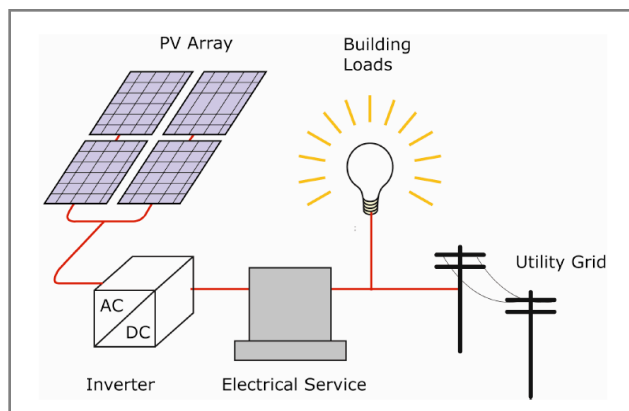 PV Array
Building
Loads
Utility Grid
AC
DC
Inverter
Electrical Service